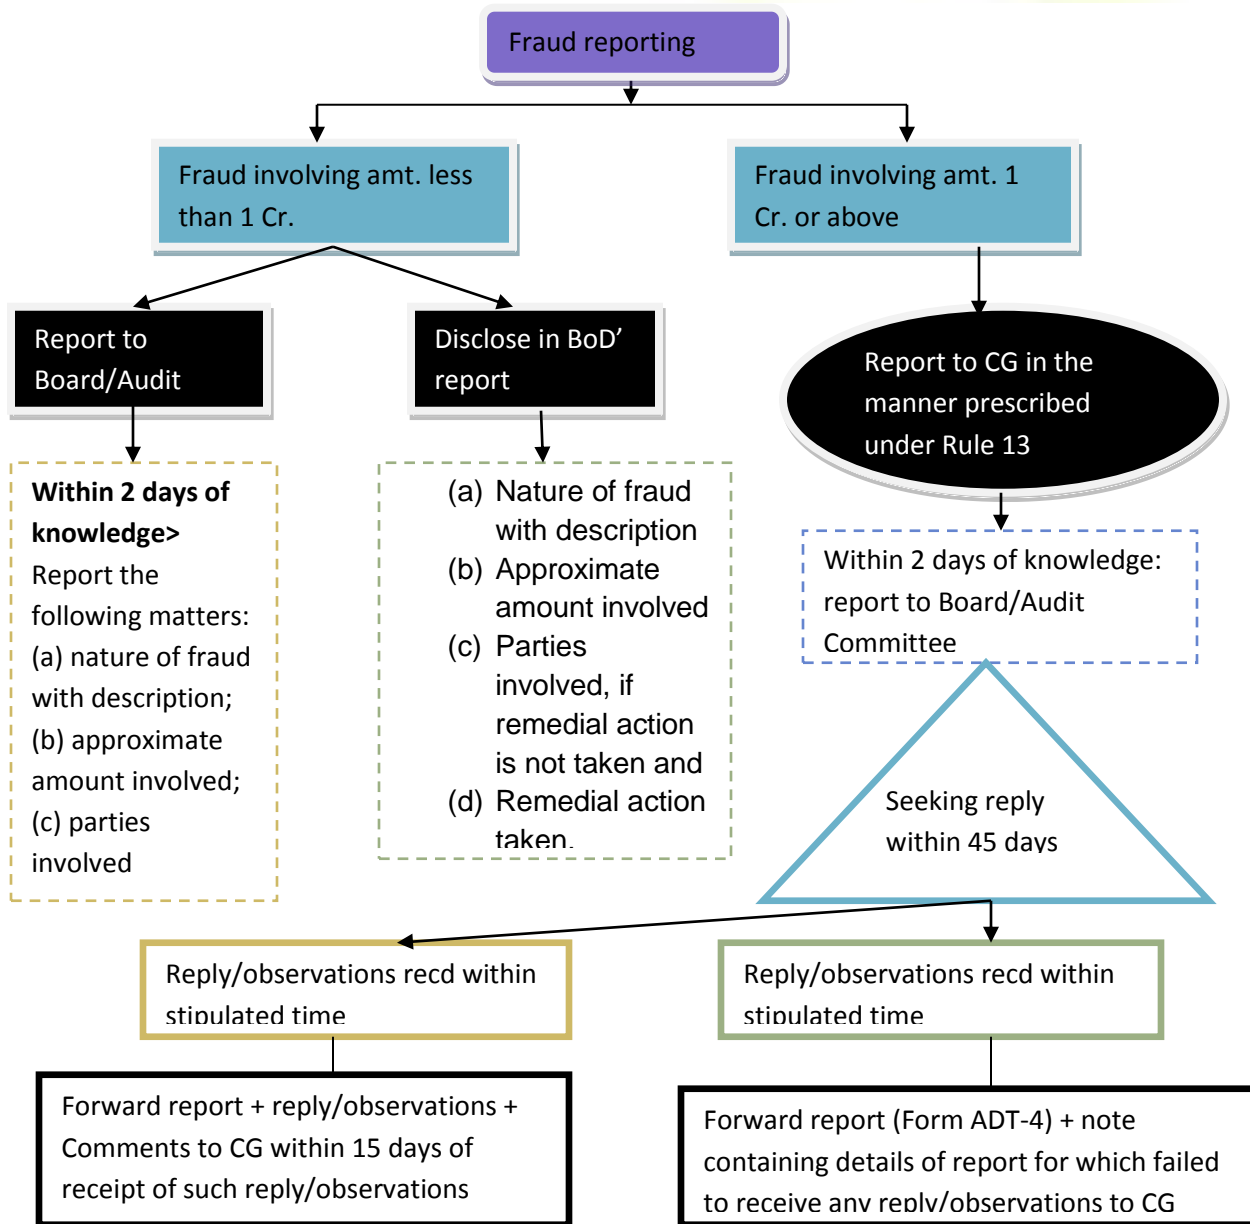 Fraud reporting
Fraud involving amt. less
than 1 Cr.
Fraud involving amt. 1
Cr. or above
Report to
Board/Audit
Disclose in BoD'
report
Report to CG in the
manner prescribed
under Rule 13
Within 2 days of
knowledge>
Report the
following matters:
(a) nature of fraud
with description;
(b) approximate
amount involved;
(c) parties
involved
(a) Nature of fraud
with description
(b) Approximate
amount involved
(c) Parties
involved, if
remedial action
is not taken and
(d) Remedial action
taken.
Within 2 days of knowledge:
report to Board/Audit
Committee
Seeking reply
within 45 days
Reply/observations recd within
stipulated time
Reply/observations recd within
stipulated time
Forward report + reply/observations +
Comments to CG within 15 days of
receipt of such reply/observations
Forward report (Form ADT-4) + note
containing details of report for which failed
to receive any reply/observations to CG